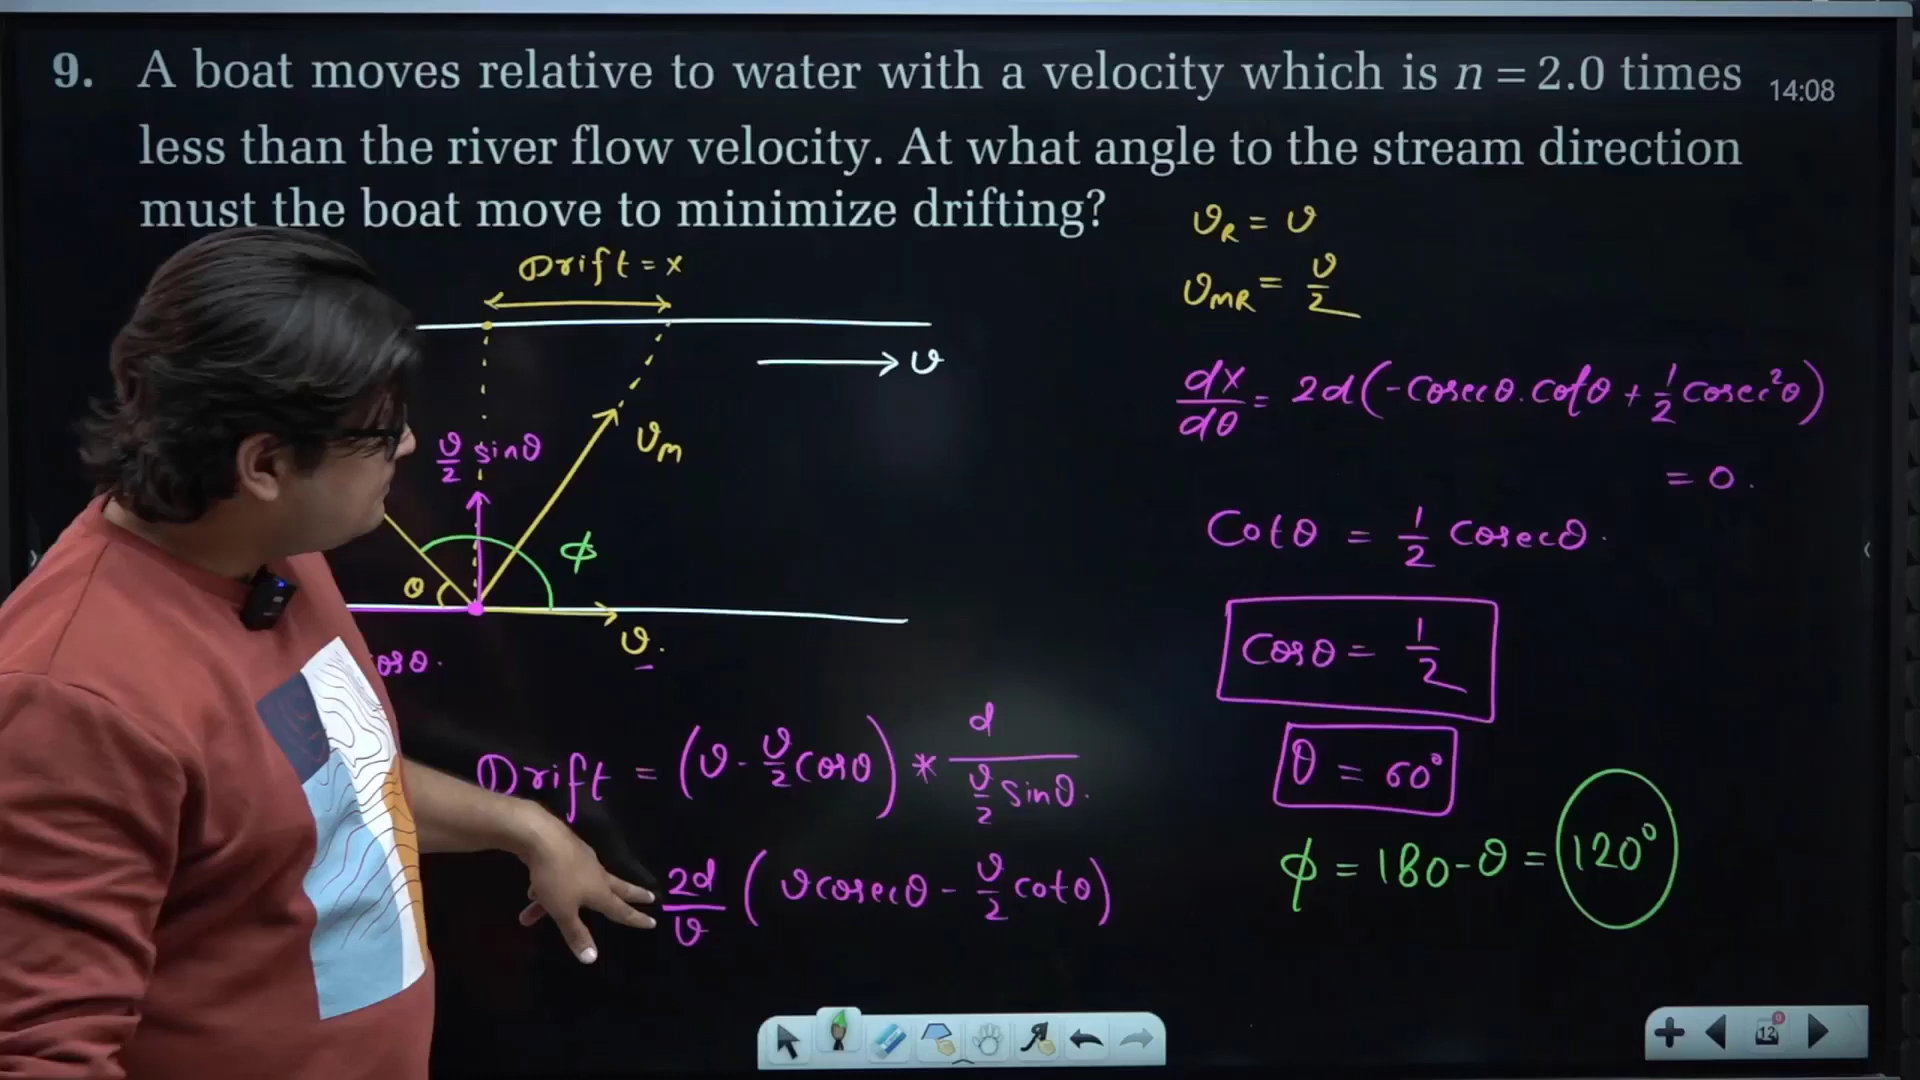 9. A boat moves relative to water with a velocity which is n = 2.0 times
14:08
less than the river flow velocity. At what angle to the stream direction
must the boat move to minimize drifting?
Drift = x
v
v/2 sinθ
v_M
ϕ
θ
v.
osθ.
Drift = (v - v/2 cosθ) * d / (v/2 sinθ).
2d/v (v cosecθ - v/2 cotθ)
v_R = v
v_MR = v/2
dx/dθ = 2d(-cosecθ.cotθ + 1/2 cosec²θ)
= 0.
Cotθ = 1/2 cosecθ.
Cosθ = 1/2
θ = 60°
ϕ = 180-θ = 120°
12